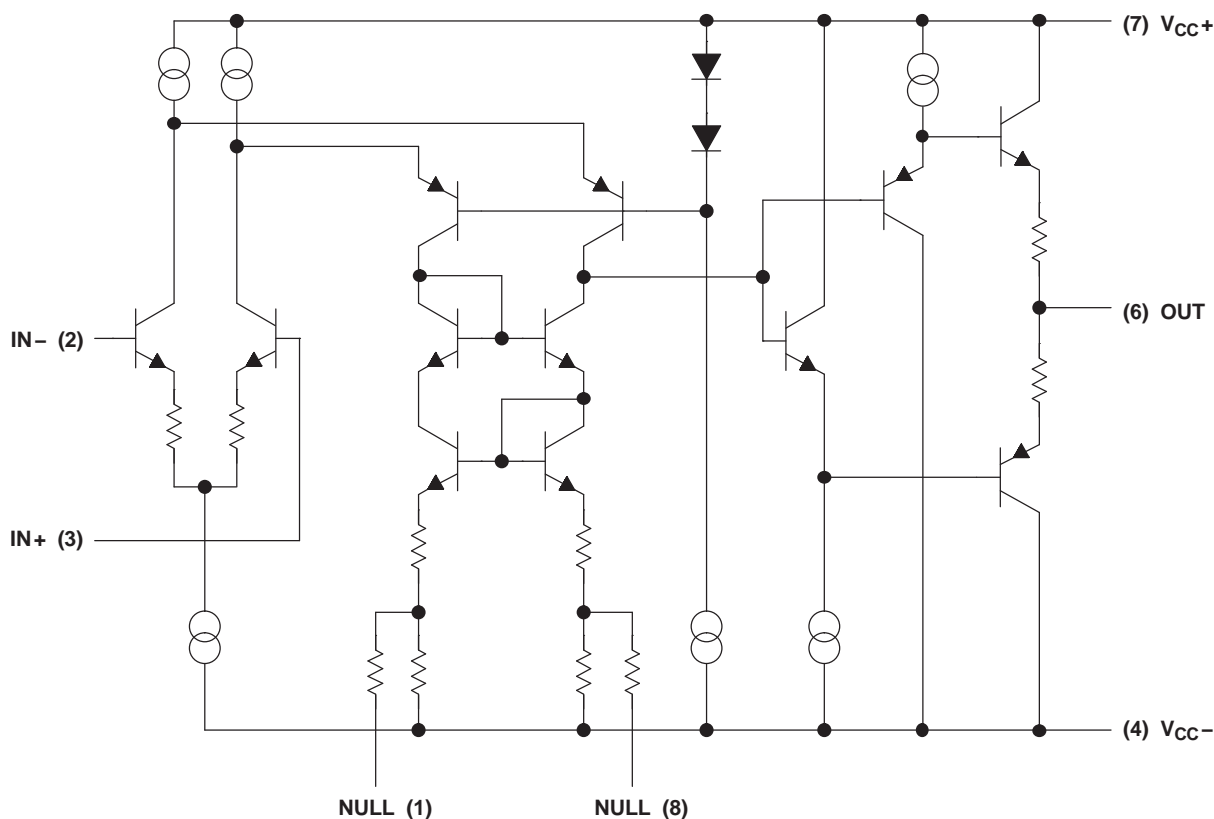 (7) VCC+
IN− (2)
(6) OUT
IN+ (3)
(4) VCC−
NULL (1)
NULL (8)